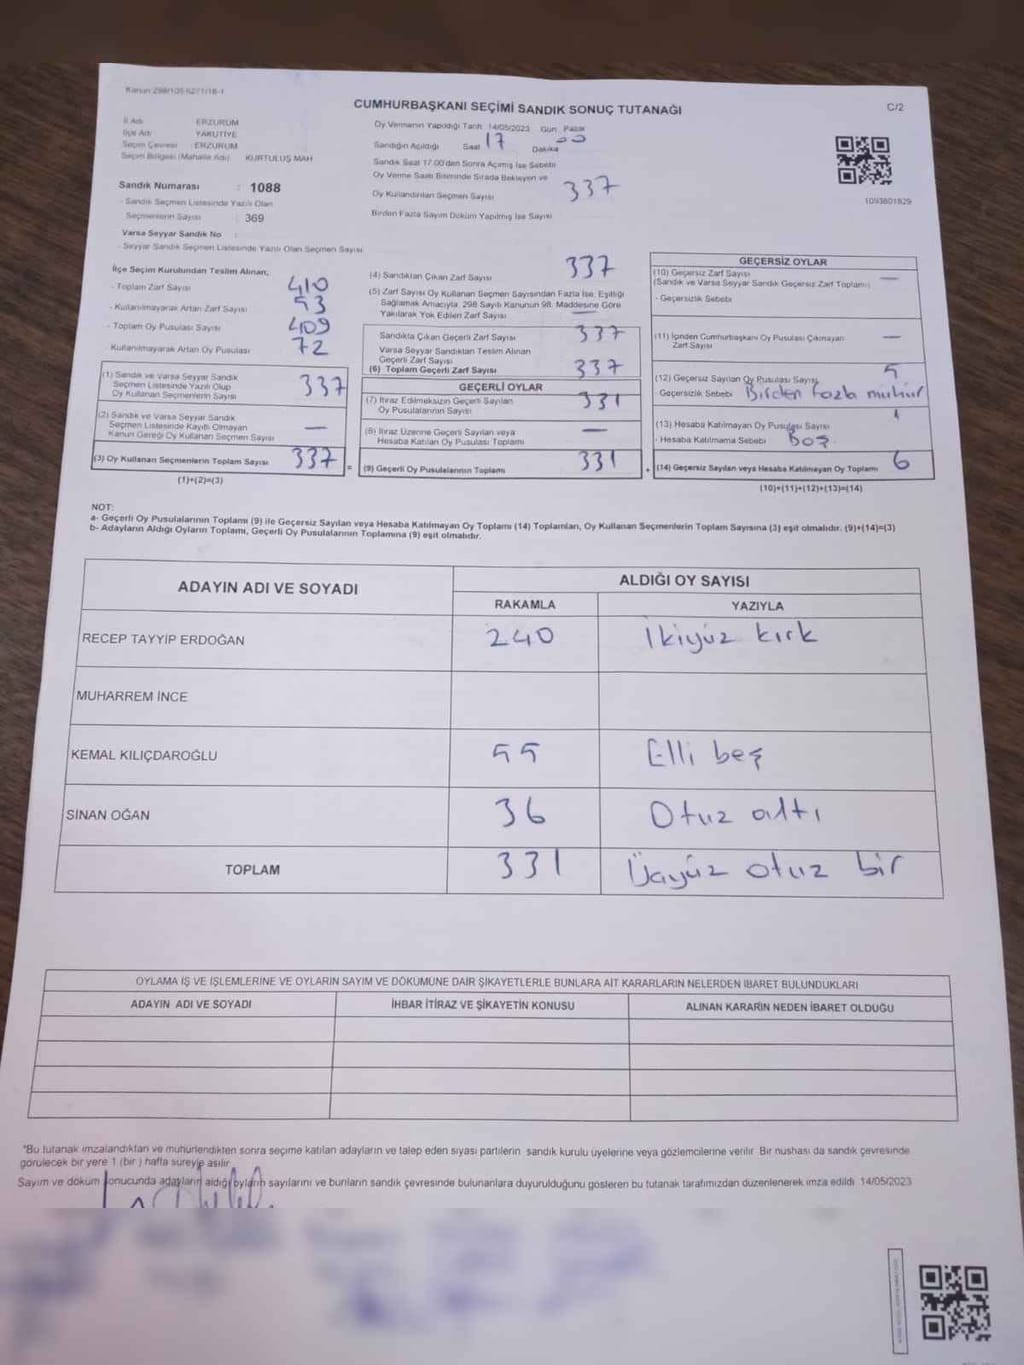 Kanun 298/105-6271/18-1
CUMHURBAŞKANI SEÇİMİ SANDIK SONUÇ TUTANAĞI
C/2
İl Adı : ERZURUM
İlçe Adı : YAKUTİYE
Seçim Çevresi : ERZURUM
Seçim Bölgesi (Mahalle Adı) : KURTULUŞ MAH
Sandık Numarası : 1088
- Sandık Seçmen Listesinde Yazılı Olan
Seçmenlerin Sayısı : 369
Varsa Seyyar Sandık No :
- Seyyar Sandık Seçmen Listesinde Yazılı Olan Seçmen Sayısı
Oy Vermenin Yapıldığı Tarih 14/05/2023 Gün Pazar
Sandığın Açıldığı Saat 17 Dakika 00
Sandık Saat 17.00'den Sonra Açımış İse Sebebi
Oy Verme Saati Bitiminde Sırada Bekleyen ve
Oy Kullandırılan Seçmen Sayısı 337
Birden Fazla Sayım Döküm Yapılmış İse Sayısı
1093801829
İlçe Seçim Kurulundan Teslim Alınan;
- Toplam Zarf Sayısı 410
- Kullanılmayarak Artan Zarf Sayısı
- Toplam Oy Pusulası Sayısı 409
- Kullanılmayarak Artan Oy Pusulası 72
(1) Sandık ve Varsa Seyyar Sandık
Seçmen Listesinde Yazılı Olup
Oy Kullanan Seçmenlerin Sayısı 337
(2) Sandık ve Varsa Seyyar Sandık
Seçmen Listesinde Kayıtlı Olmayan
Kanun Gereği Oy Kullanan Seçmen Sayısı —
(3) Oy Kullanan Seçmenlerin Toplam Sayısı 337 =
(1)+(2)=(3)
(4) Sandıktan Çıkan Zarf Sayısı 337
(5) Zarf Sayısı Oy Kullanan Seçmen Sayısından Fazla İse, Eşitliği
Sağlamak Amacıyla, 298 Sayılı Kanunun 98. Maddesine Göre
Yakılarak Yok Edilen Zarf Sayısı —
Sandıkta Çıkan Geçerli Zarf Sayısı 337
Varsa Seyyar Sandıktan Teslim Alınan
Geçerli Zarf Sayısı
(6) Toplam Geçerli Zarf Sayısı 337
GEÇERLİ OYLAR
(7) İtiraz Edilmeksizin Geçerli Sayılan
Oy Pusulalarının Sayısı 331
(8) İtiraz Üzerine Geçerli Sayılan veya
Hesaba Katılan Oy Pusulası Toplamı —
(9) Geçerli Oy Pusulalarının Toplamı 331 +
GEÇERSİZ OYLAR
(10) Geçersiz Zarf Sayısı —
(Sandık ve Varsa Seyyar Sandık Geçersiz Zarf Toplamı)
- Geçersizlik Sebebi
(11) İçinden Cumhurbaşkanı Oy Pusulası Çıkmayan —
Zarf Sayısı
(12) Geçersiz Sayılan Oy Pusulası Sayısı 5
Geçersizlik Sebebi Birden fazla mühür
(13) Hesaba Katılmayan Oy Pusulası Sayısı 1
- Hesaba Katılmama Sebebi Boş
(14) Geçersiz Sayılan veya Hesaba Katılmayan Oy Toplamı 6
(10)+(11)+(12)+(13)=(14)
NOT:
a- Geçerli Oy Pusulalarının Toplamı (9) ile Geçersiz Sayılan veya Hesaba Katılmayan Oy Toplamı (14) Toplamları, Oy Kullanan Seçmenlerin Toplam Sayısına (3) eşit olmalıdır. (9)+(14)=(3)
b- Adayların Aldığı Oyların Toplamı, Geçerli Oy Pusulalarının Toplamına (9) eşit olmalıdır.
ADAYIN ADI VE SOYADI
ALDIĞI OY SAYISI
RAKAMLA YAZIYLA
RECEP TAYYİP ERDOĞAN 240 İkiyüz kırk
MUHARREM İNCE
KEMAL KILIÇDAROĞLU 55 Elli beş
SİNAN OĞAN 36 Otuz altı
TOPLAM 331 Üçyüz otuz bir
OYLAMA İŞ VE İŞLEMLERİNE VE OYLARIN SAYIM VE DÖKÜMÜNE DAİR ŞİKAYETLERLE BUNLARA AİT KARARLARIN NELERDEN İBARET BULUNDUKLARI
ADAYIN ADI VE SOYADI İHBAR İTİRAZ VE ŞİKAYETİN KONUSU ALINAN KARARIN NEDEN İBARET OLDUĞU
*Bu tutanak imzalandıktan ve mühürlendikten sonra seçime katılan adayların ve talep eden siyasi partilerin sandık kurulu üyelerine veya gözlemcilerine verilir. Bir nüshası da sandık çevresinde
görülecek bir yere 1 (bir) hafta süreyle asılır.
Sayım ve döküm sonucunda adayların aldığı oyların sayılarını ve bunların sandık çevresinde bulunanlara duyurulduğunu gösteren bu tutanak tarafımızdan düzenlenerek imza edildi. 14/05/2023